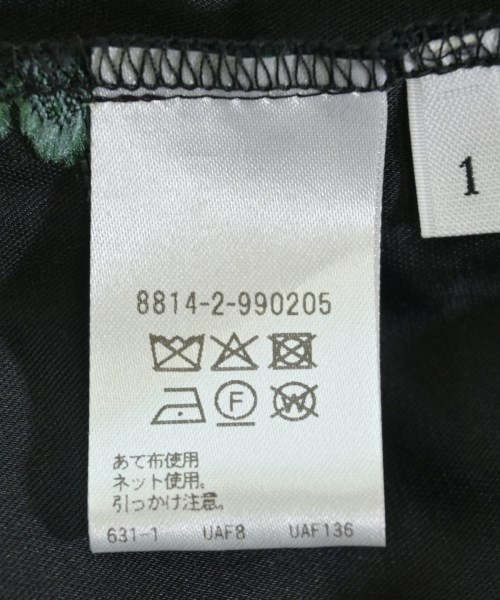 1
8814-2-990205
F W
あて布使用
ネット使用。
引っかけ注意。
631-1 UAF8 UAF136